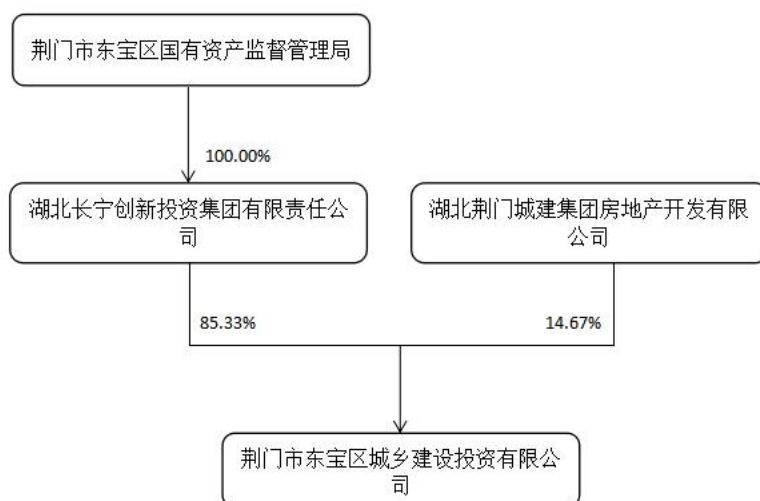 荆门市东宝区国有资产监督管理局
100.00%
湖北长宁创新投资集团有限责任公
司
湖北荆门城建集团房地产开发有限
公司
85.33%
14.67%
荆门市东宝区城乡建设投资有限公
司